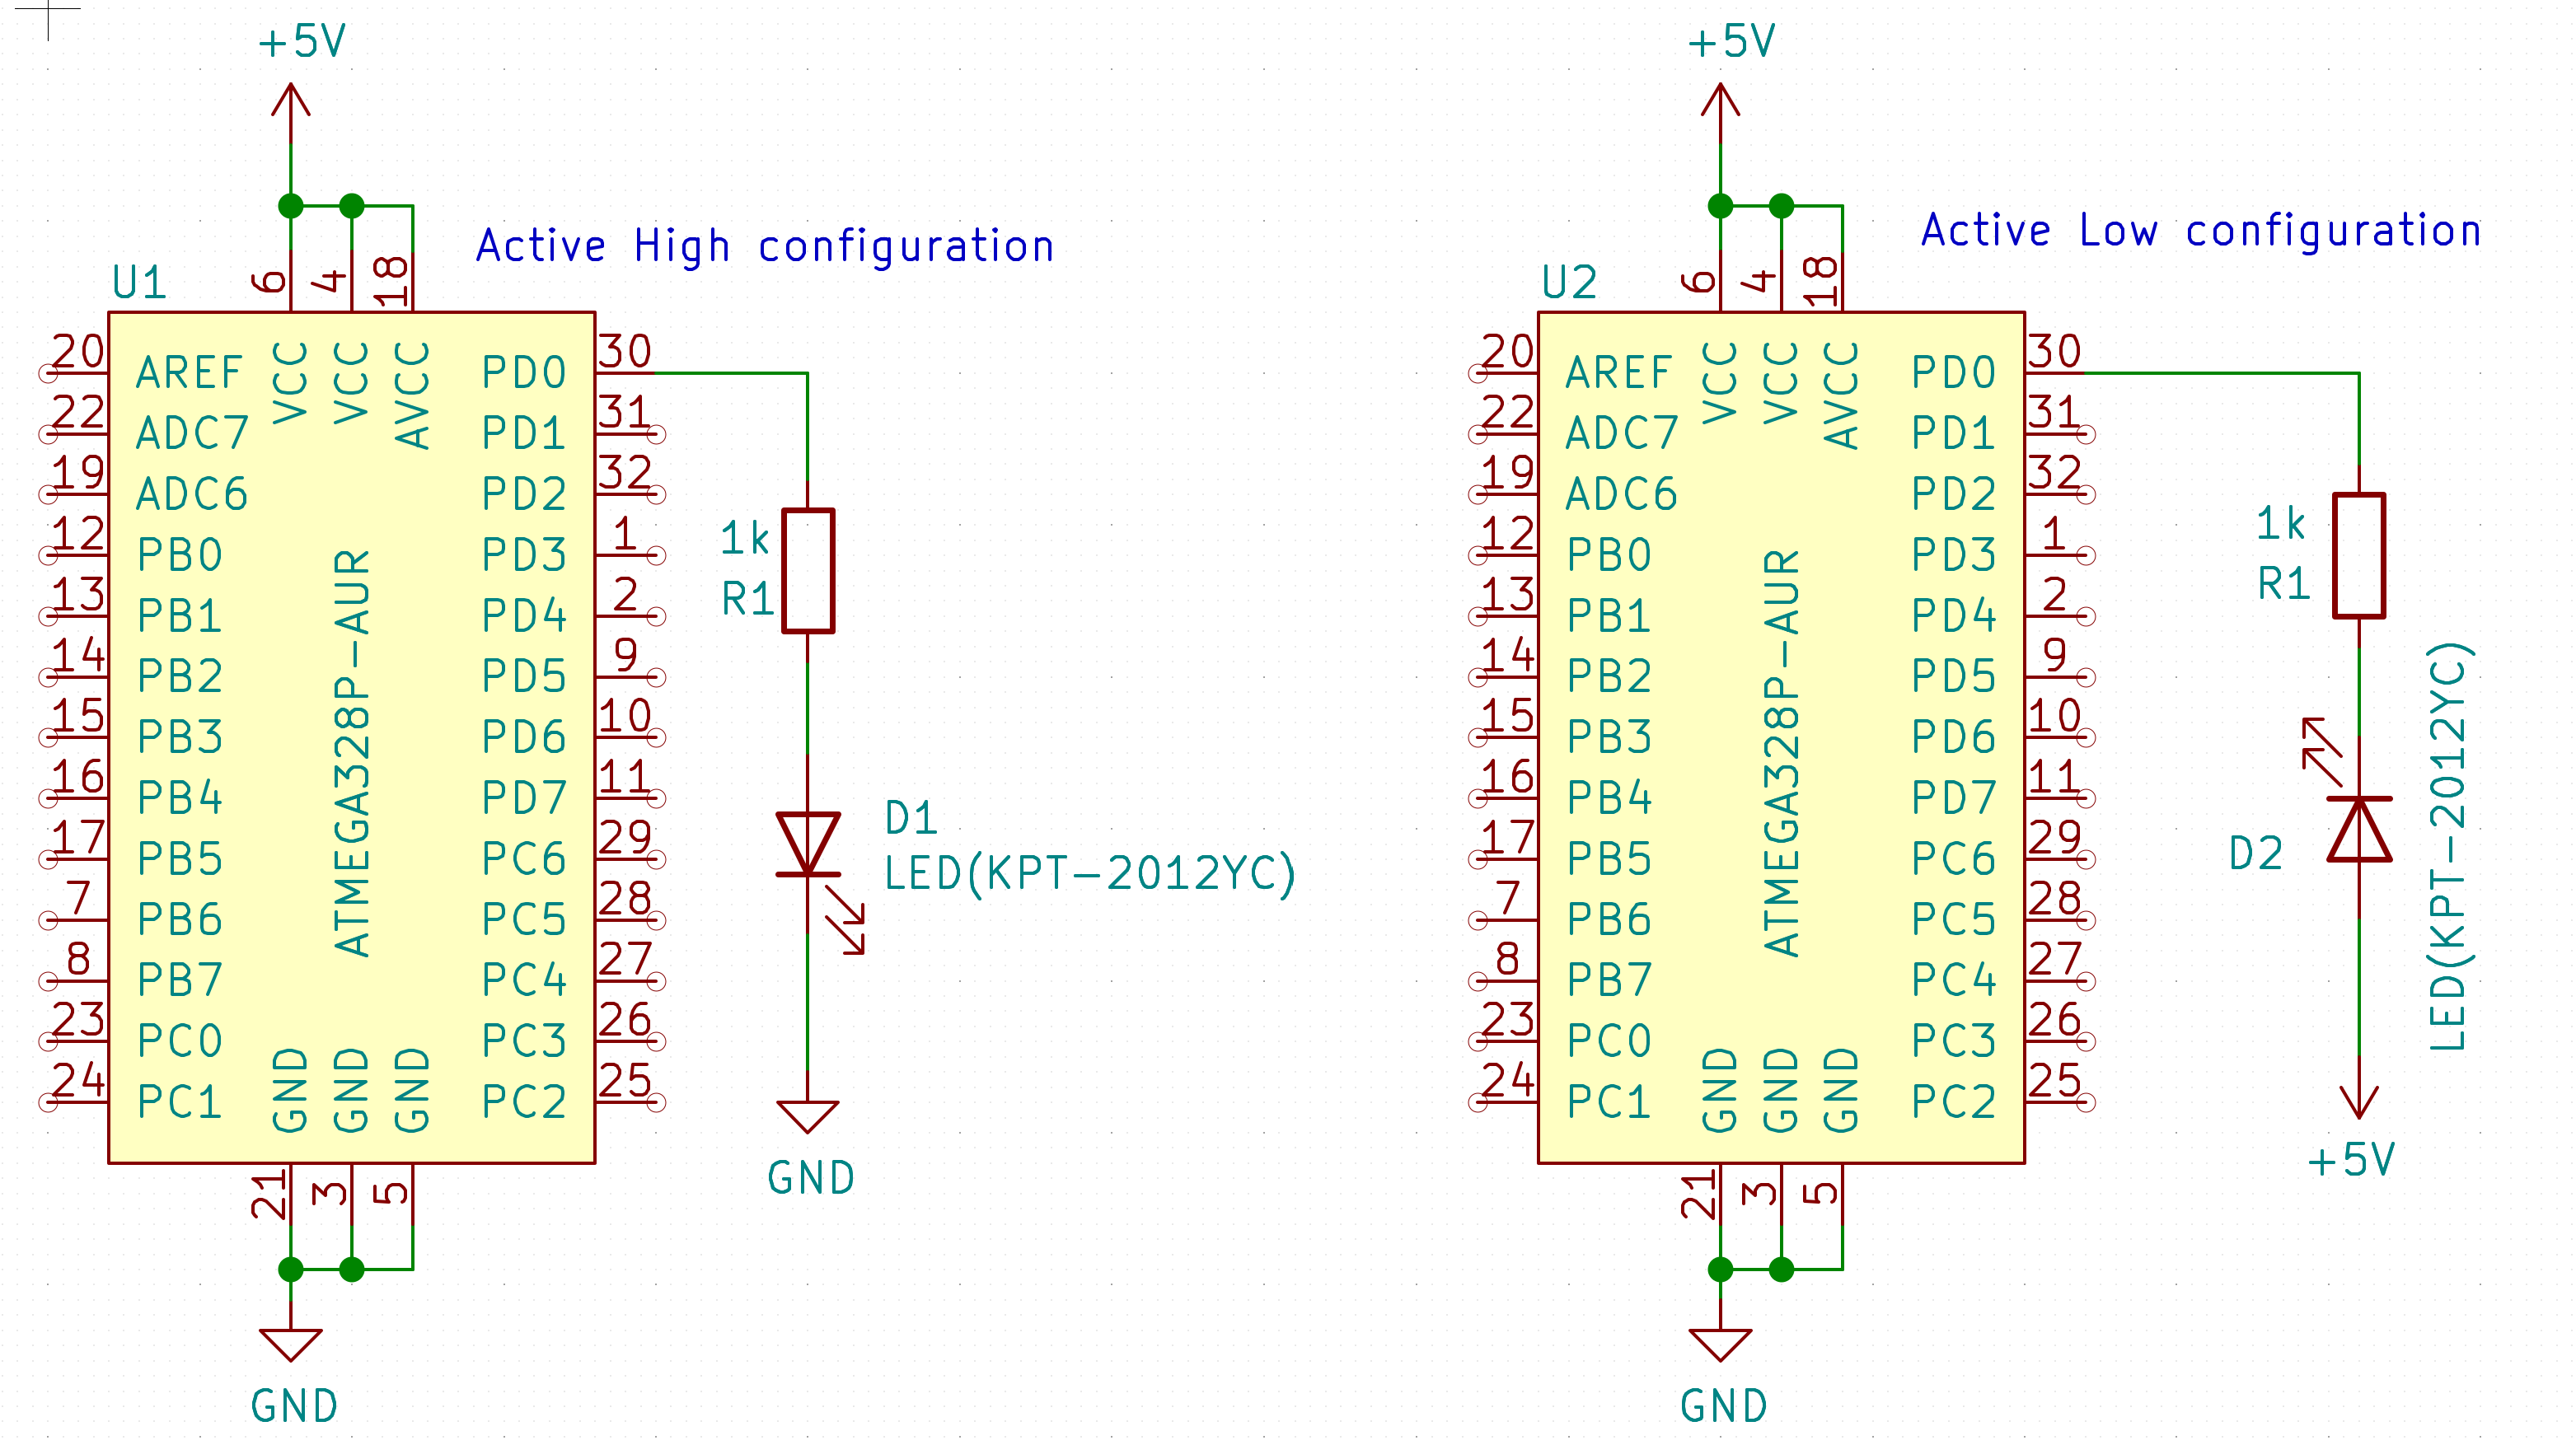 +5V
Active High configuration
U1
6
4
18
20
AREF
22
ADC7
19
ADC6
12
PB0
13
PB1
14
PB2
15
PB3
16
PB4
17
PB5
7
PB6
8
PB7
23
PC0
24
PC1
VCC
VCC
AVCC
ATMEGA328P-AUR
GND
GND
GND
PD0
30
PD1
31
PD2
32
PD3
1
PD4
2
PD5
9
PD6
10
PD7
11
PC6
29
PC5
28
PC4
27
PC3
26
PC2
25
21
3
5
GND
1k
R1
D1
LED(KPT-2012YC)
GND
+5V
Active Low configuration
U2
6
4
18
20
AREF
22
ADC7
19
ADC6
12
PB0
13
PB1
14
PB2
15
PB3
16
PB4
17
PB5
7
PB6
8
PB7
23
PC0
24
PC1
VCC
VCC
AVCC
ATMEGA328P-AUR
GND
GND
GND
PD0
30
PD1
31
PD2
32
PD3
1
PD4
2
PD5
9
PD6
10
PD7
11
PC6
29
PC5
28
PC4
27
PC3
26
PC2
25
21
3
5
GND
1k
R1
D2
LED(KPT-2012YC)
+5V